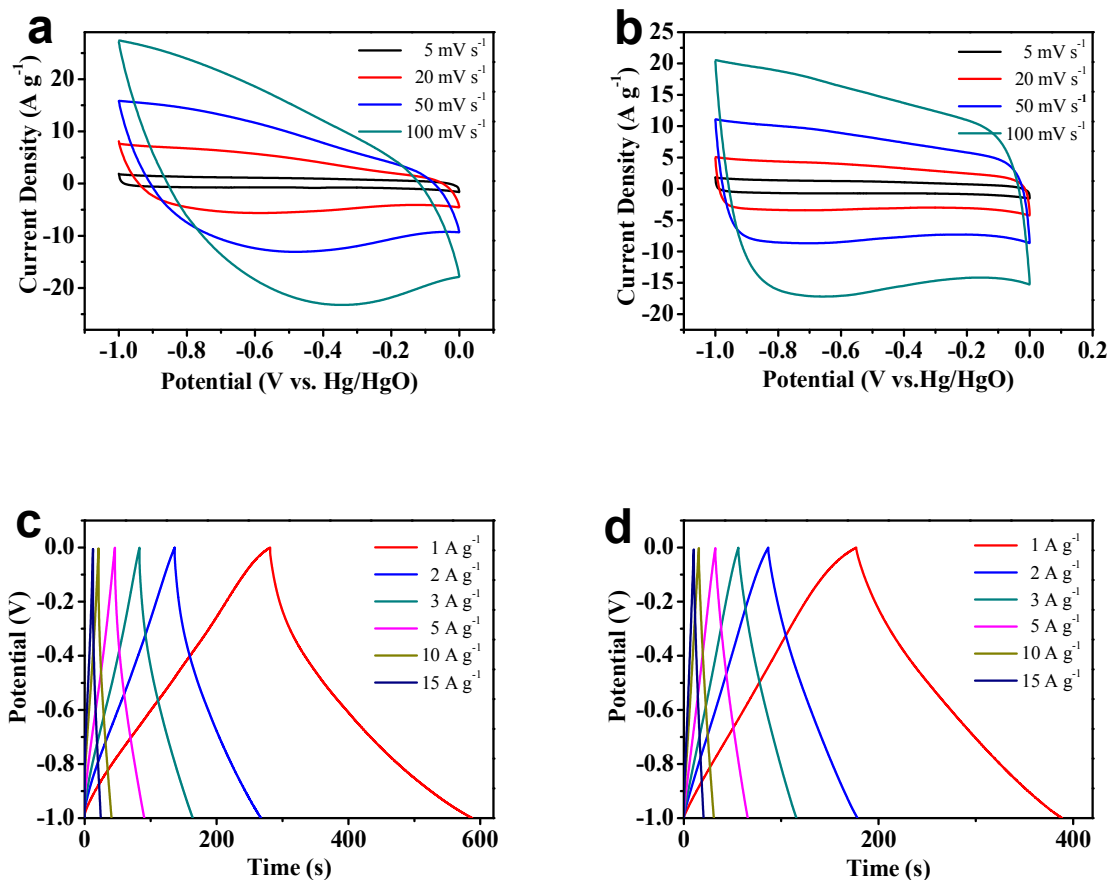 a
5 mV s⁻¹
20 mV s⁻¹
50 mV s⁻¹
100 mV s⁻¹
20
10
0
-10
-20
Current Density (A g⁻¹)
-1.0 -0.8 -0.6 -0.4 -0.2 0.0
Potential (V vs. Hg/HgO)
b
5 mV s⁻¹
20 mV s⁻¹
50 mV s⁻¹
100 mV s⁻¹
25
20
15
10
5
0
-5
-10
-15
-20
Current Density (A g⁻¹)
-1.0 -0.8 -0.6 -0.4 -0.2 0.0 0.2
Potential (V vs.Hg/HgO)
c
1 A g⁻¹
2 A g⁻¹
3 A g⁻¹
5 A g⁻¹
10 A g⁻¹
15 A g⁻¹
0.0
-0.2
-0.4
-0.6
-0.8
-1.0
Potential (V)
0 200 400 600
Time (s)
d
1 A g⁻¹
2 A g⁻¹
3 A g⁻¹
5 A g⁻¹
10 A g⁻¹
15 A g⁻¹
0.0
-0.2
-0.4
-0.6
-0.8
-1.0
Potential (V)
0 200 400
Time (s)